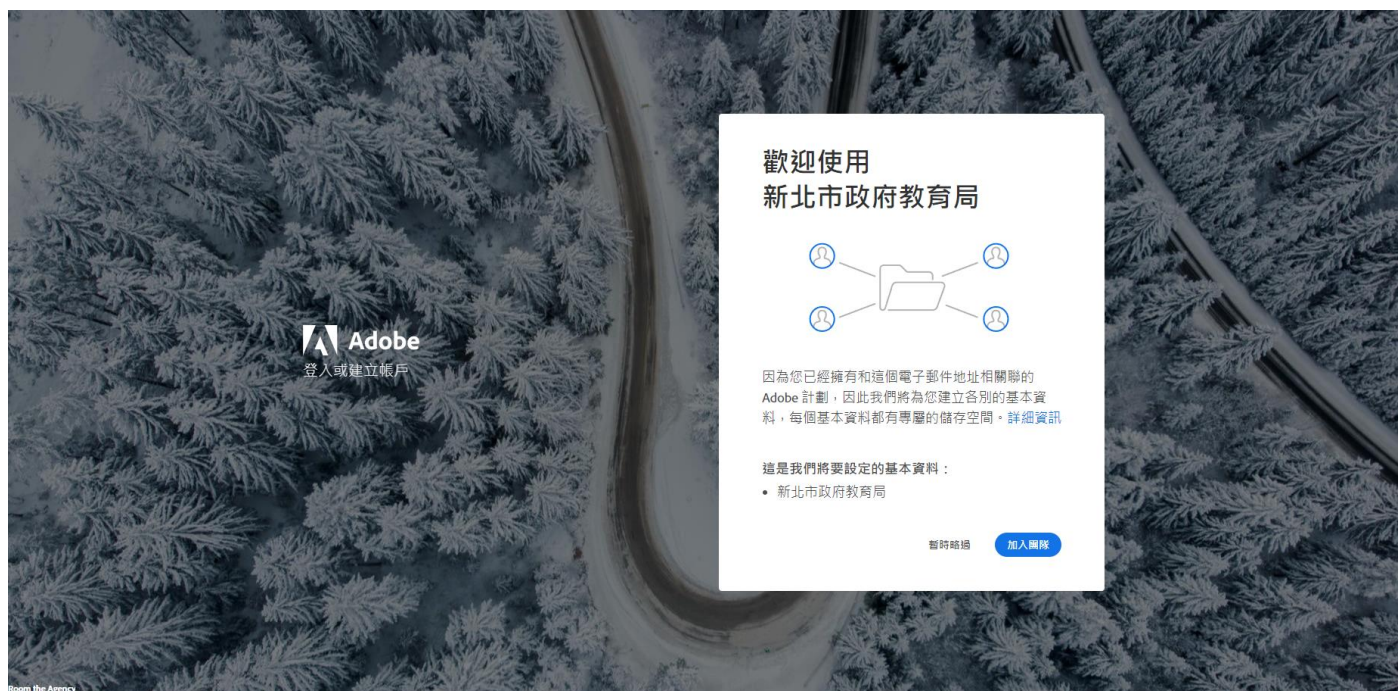 Adobe
登入或建立帳戶
歡迎使用
新北市政府教育局
因為您已經擁有和這個電子郵件地址相關聯的
Adobe 計劃，因此我們將為您建立各別的基本資
料，每個基本資料都有專屬的儲存空間。詳細資訊
這是我們將要設定的基本資料：
• 新北市政府教育局
暫時略過 加入團隊
Room the Agency